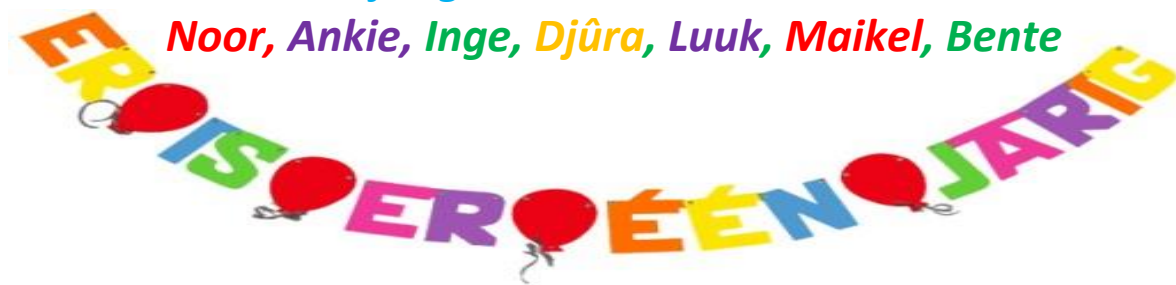 Noor, Ankie, Inge, Djûra, Luuk, Maikel, Bente
ER IS ER ÉÉN JARIG